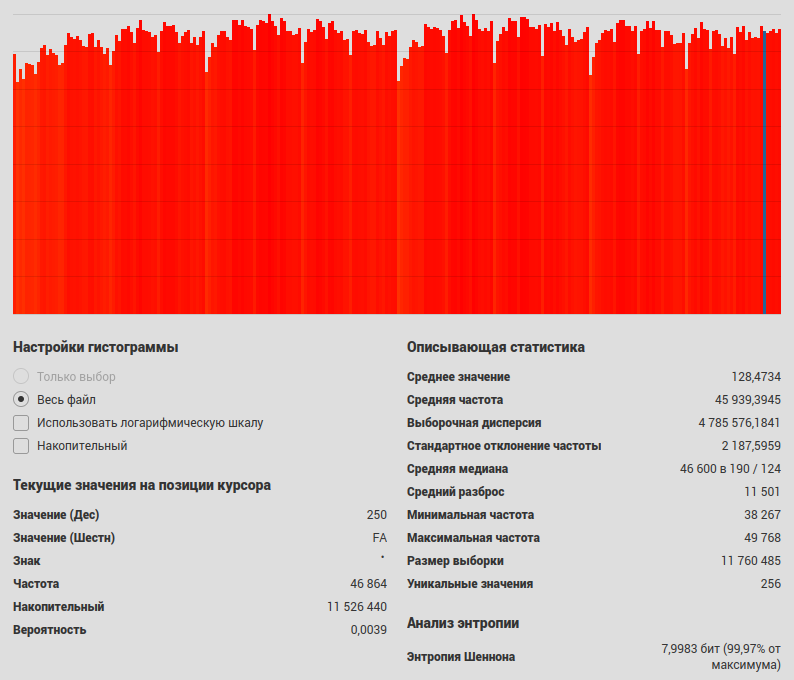 Настройки гистограммы
Только выбор
Весь файл
Использовать логарифмическую шкалу
Накопительный
Текущие значения на позиции курсора
Значение (Дес) 250
Значение (Шестн) FA
Знак ˙
Частота 46 864
Накопительный 11 526 440
Вероятность 0,0039
Описывающая статистика
Среднее значение 128,4734
Средняя частота 45 939,3945
Выборочная дисперсия 4 785 576,1841
Стандартное отклонение частоты 2 187,5959
Средняя медиана 46 600 в 190 / 124
Средний разброс 11 501
Минимальная частота 38 267
Максимальная частота 49 768
Размер выборки 11 760 485
Уникальные значения 256
Анализ энтропии
Энтропия Шеннона 7,9983 бит (99,97% от
максимума)